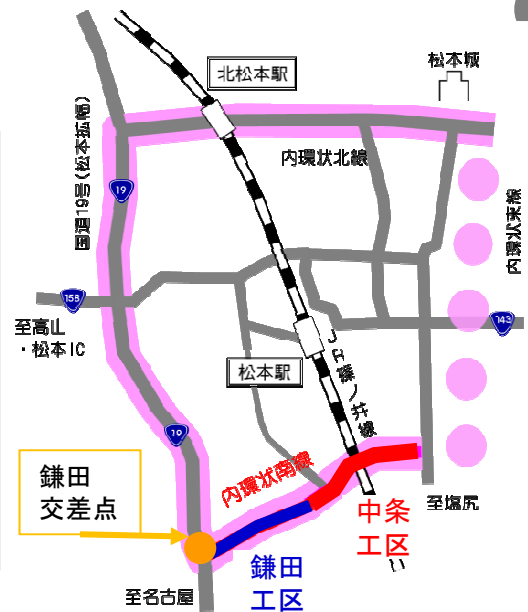 北松本駅
松本城
内環状北線
国道19号(松本拡幅)
19
内環状東線
158
143
至高山
・松本IC
松本駅
JR篠ノ井線
10
内環状南線
鎌田
交差点
至塩尻
中条
工区
い
鎌田
工区
至名古屋